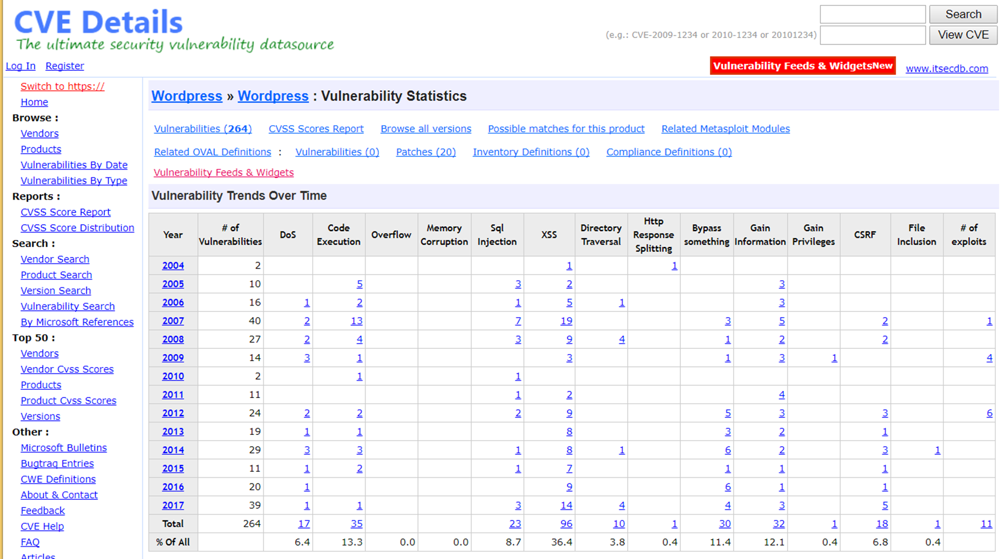 CVE Details
The ultimate security vulnerability datasource
Search
(e.g.: CVE-2009-1234 or 2010-1234 or 20101234) View CVE
Log In Register
Vulnerability Feeds & WidgetsNew www.itsecdb.com
Switch to https://
Home
Browse :
Vendors
Products
Vulnerabilities By Date
Vulnerabilities By Type
Reports :
CVSS Score Report
CVSS Score Distribution
Search :
Vendor Search
Product Search
Version Search
Vulnerability Search
By Microsoft References
Top 50 :
Vendors
Vendor Cvss Scores
Products
Product Cvss Scores
Versions
Other :
Microsoft Bulletins
Bugtraq Entries
CWE Definitions
About & Contact
Feedback
CVE Help
FAQ
Articles
Wordpress » Wordpress : Vulnerability Statistics
Vulnerabilities (264) CVSS Scores Report Browse all versions Possible matches for this product Related Metasploit Modules
Related OVAL Definitions : Vulnerabilities (0) Patches (20) Inventory Definitions (0) Compliance Definitions (0)
Vulnerability Feeds & Widgets
Vulnerability Trends Over Time
Year # of Vulnerabilities DoS Code Execution Overflow Memory Corruption Sql Injection XSS Directory Traversal Http Response Splitting Bypass something Gain Information Gain Privileges CSRF File Inclusion # of exploits
2004 2 1 1
2005 10 5 3 2 3
2006 16 1 2 1 5 1 3
2007 40 2 13 7 19 3 5 2 1
2008 27 2 4 3 9 4 1 2 2
2009 14 3 1 3 1 3 1 4
2010 2 1 1
2011 11 1 2 4
2012 24 2 2 2 9 5 3 3 6
2013 19 1 1 8 3 2 1
2014 29 3 3 1 8 1 6 2 3 1
2015 11 1 2 1 7 1 1 1
2016 20 1 9 6 1 1
2017 39 1 1 3 14 4 4 3 5
Total 264 17 35 23 96 10 1 30 32 1 18 1 11
% Of All 6.4 13.3 0.0 0.0 8.7 36.4 3.8 0.4 11.4 12.1 0.4 6.8 0.4